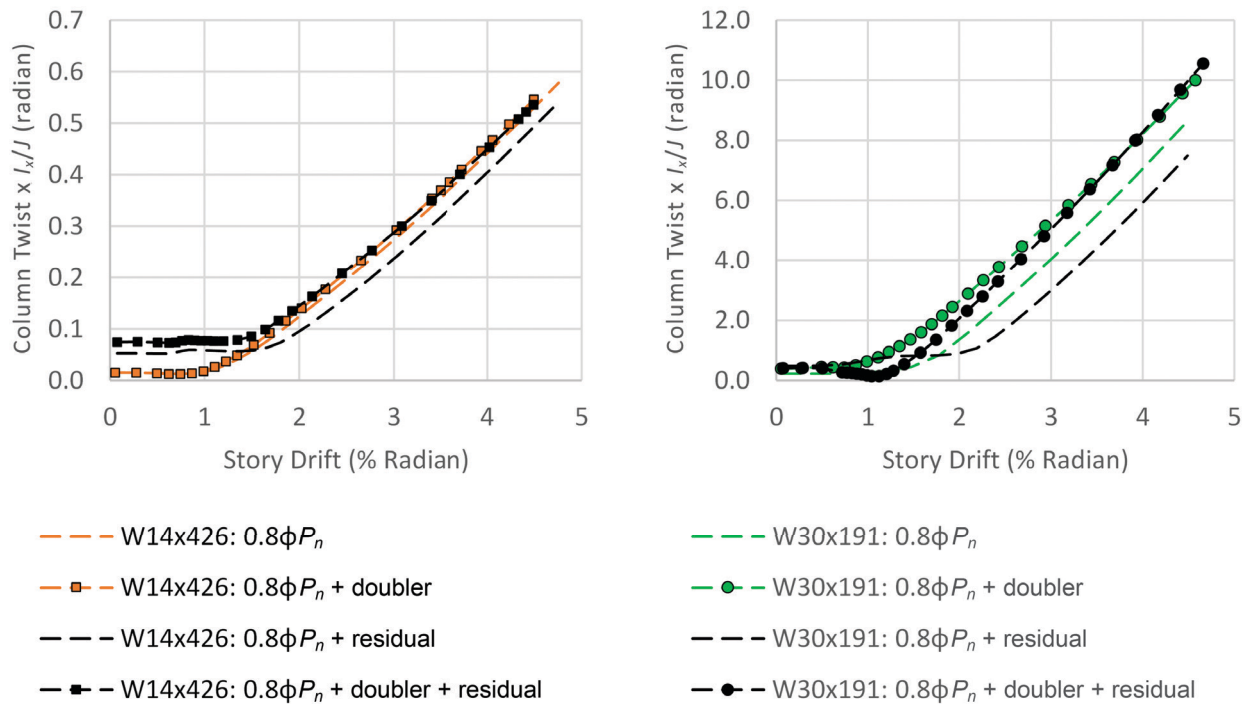 Column Twist x Iₓ/J (radian)
0.7
0.6
0.5
0.4
0.3
0.2
0.1
0.0
0 1 2 3 4 5
Story Drift (% Radian)
Column Twist x Iₓ/J (radian)
12.0
10.0
8.0
6.0
4.0
2.0
0.0
0 1 2 3 4 5
Story Drift (% Radian)
W14x426: 0.8ϕPₙ
W14x426: 0.8ϕPₙ + doubler
W14x426: 0.8ϕPₙ + residual
W14x426: 0.8ϕPₙ + doubler + residual
W30x191: 0.8ϕPₙ
W30x191: 0.8ϕPₙ + doubler
W30x191: 0.8ϕPₙ + residual
W30x191: 0.8ϕPₙ + doubler + residual